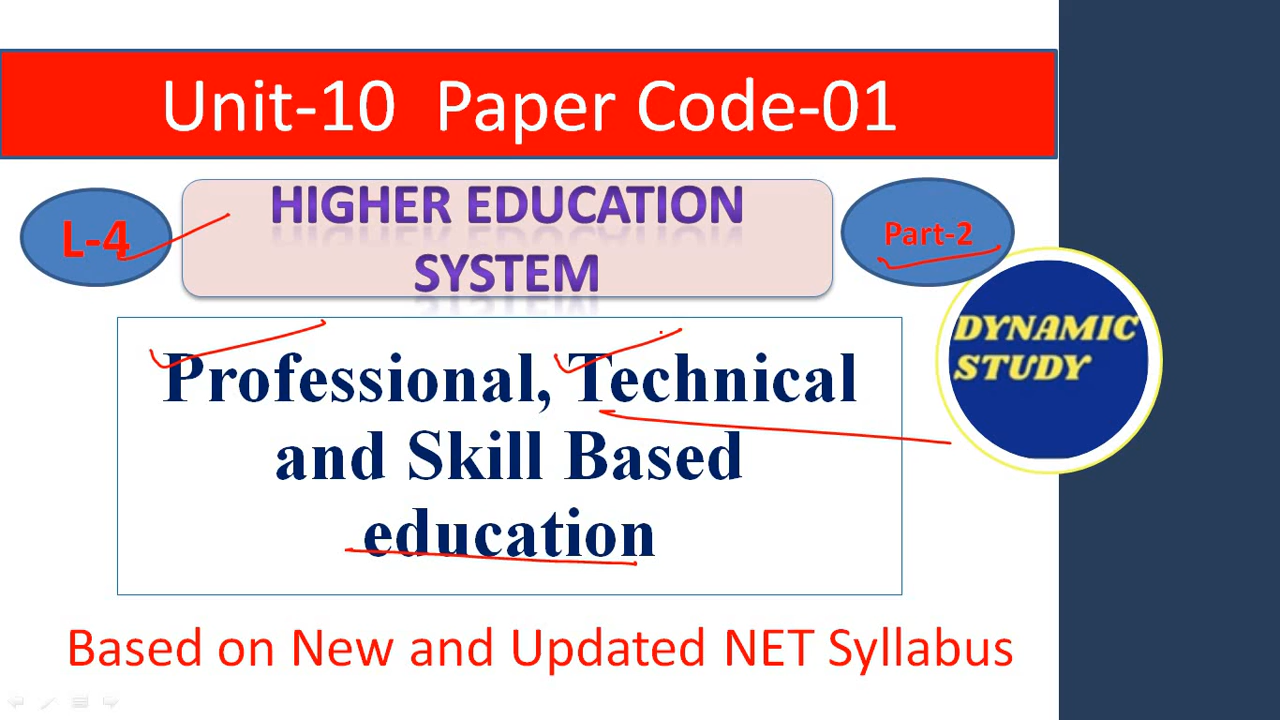 Unit-10 Paper Code-01
L-4
HIGHER EDUCATION
SYSTEM
Part-2
DYNAMIC
STUDY
Professional, Technical
and Skill Based
education
Based on New and Updated NET Syllabus